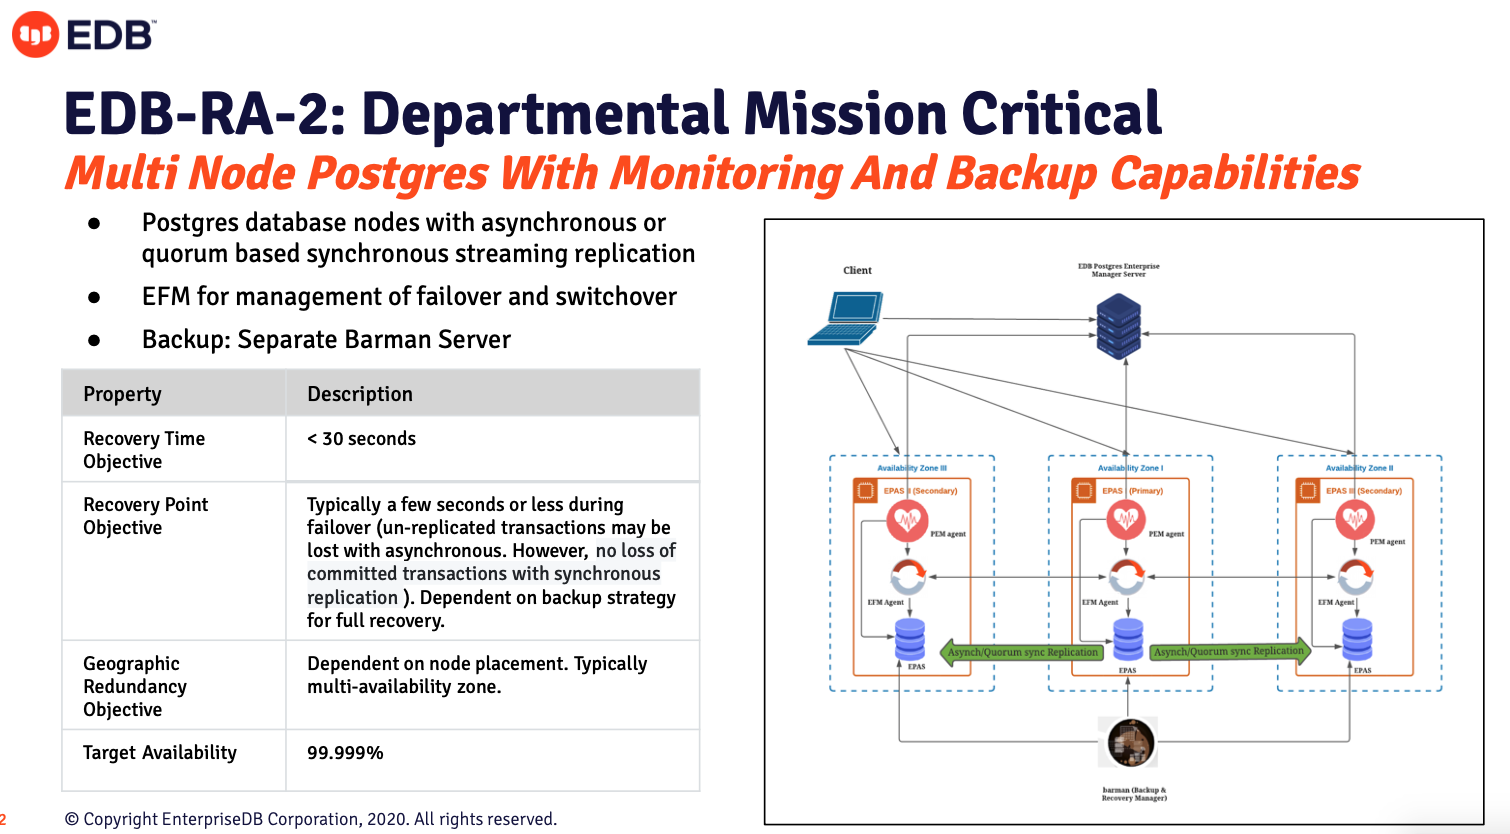 EDB™
EDB-RA-2: Departmental Mission Critical
Multi Node Postgres With Monitoring And Backup Capabilities
● Postgres database nodes with asynchronous or
quorum based synchronous streaming replication
● EFM for management of failover and switchover
● Backup: Separate Barman Server
Property Description
Recovery Time
Objective
< 30 seconds
Recovery Point
Objective
Typically a few seconds or less during
failover (un-replicated transactions may be
lost with asynchronous. However, no loss of
committed transactions with synchronous
replication ). Dependent on backup strategy
for full recovery.
Geographic
Redundancy
Objective
Dependent on node placement. Typically
multi-availability zone.
Target Availability 99.999%
Client
EDB Postgres Enterprise
Manager Server
Availability Zone III
(Secondary)
PEM agent
EFM Agent
EPAS
Availability Zone I
EPAS (Primary)
PEM agent
EFM Agent
EPAS
Availability Zone II
(Secondary)
PEM agent
EFM Agent
EPAS
Asynch/Quorum sync Replication
Asynch/Quorum sync Replication
barman (Backup &
Recovery Manager)
2
© Copyright EnterpriseDB Corporation, 2020. All rights reserved.